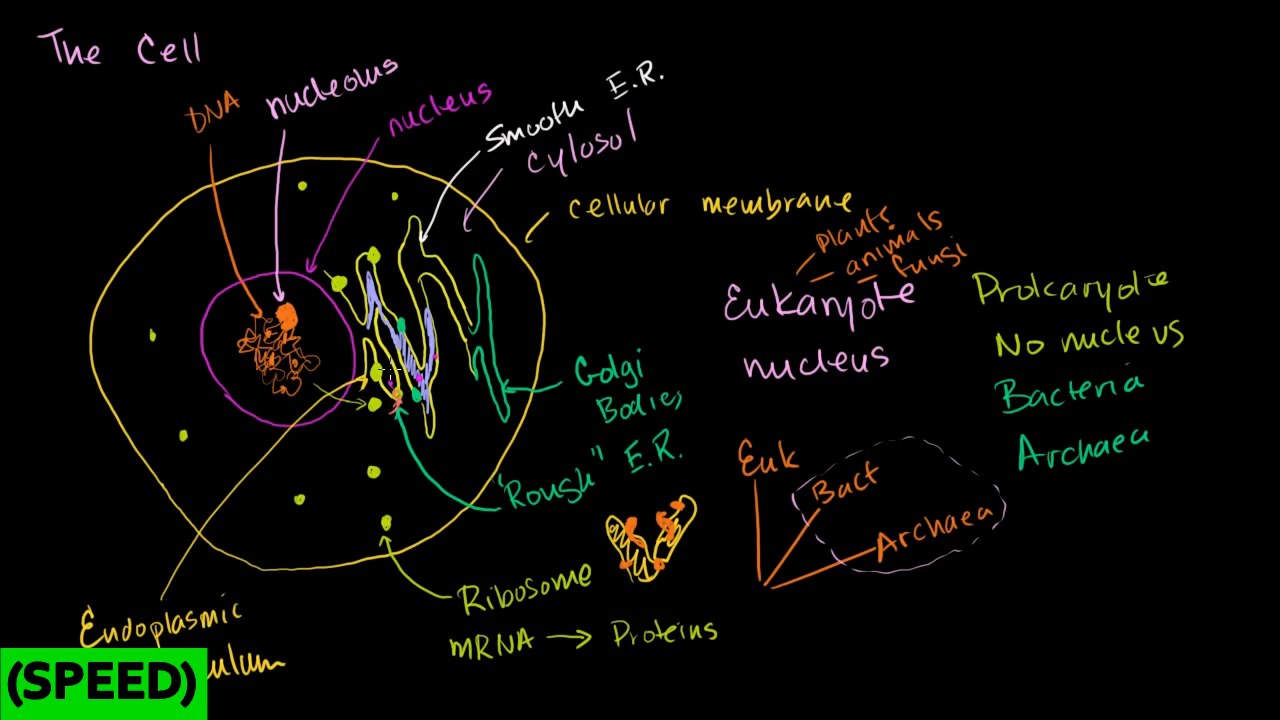 The Cell
DNA
nucleolus
nucleus
Smooth E.R.
cytosol
cellular membrane
plants
animals
fungi
Eukaryote
nucleus
Prokaryote
No nucleus
Bacteria
Archaea
Golgi
Bodies
"Rough" E.R.
Euk
Bact
Archaea
Ribosome
mRNA → Proteins
Endoplasmic
(SPEED)